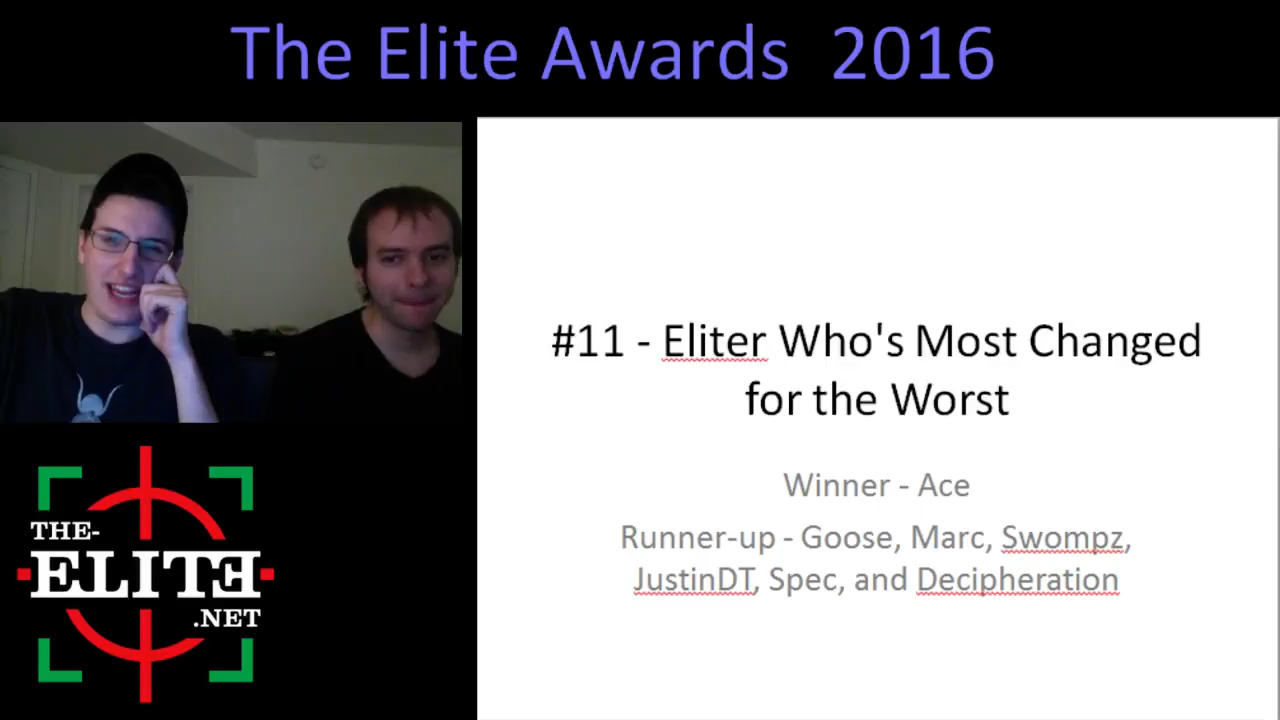 The Elite Awards 2016
#11 - Eliter Who's Most Changed
for the Worst
Winner - Ace
Runner-up - Goose, Marc, Swompz,
JustinDT, Spec, and Decipheration
THE-
ELITE
.NET